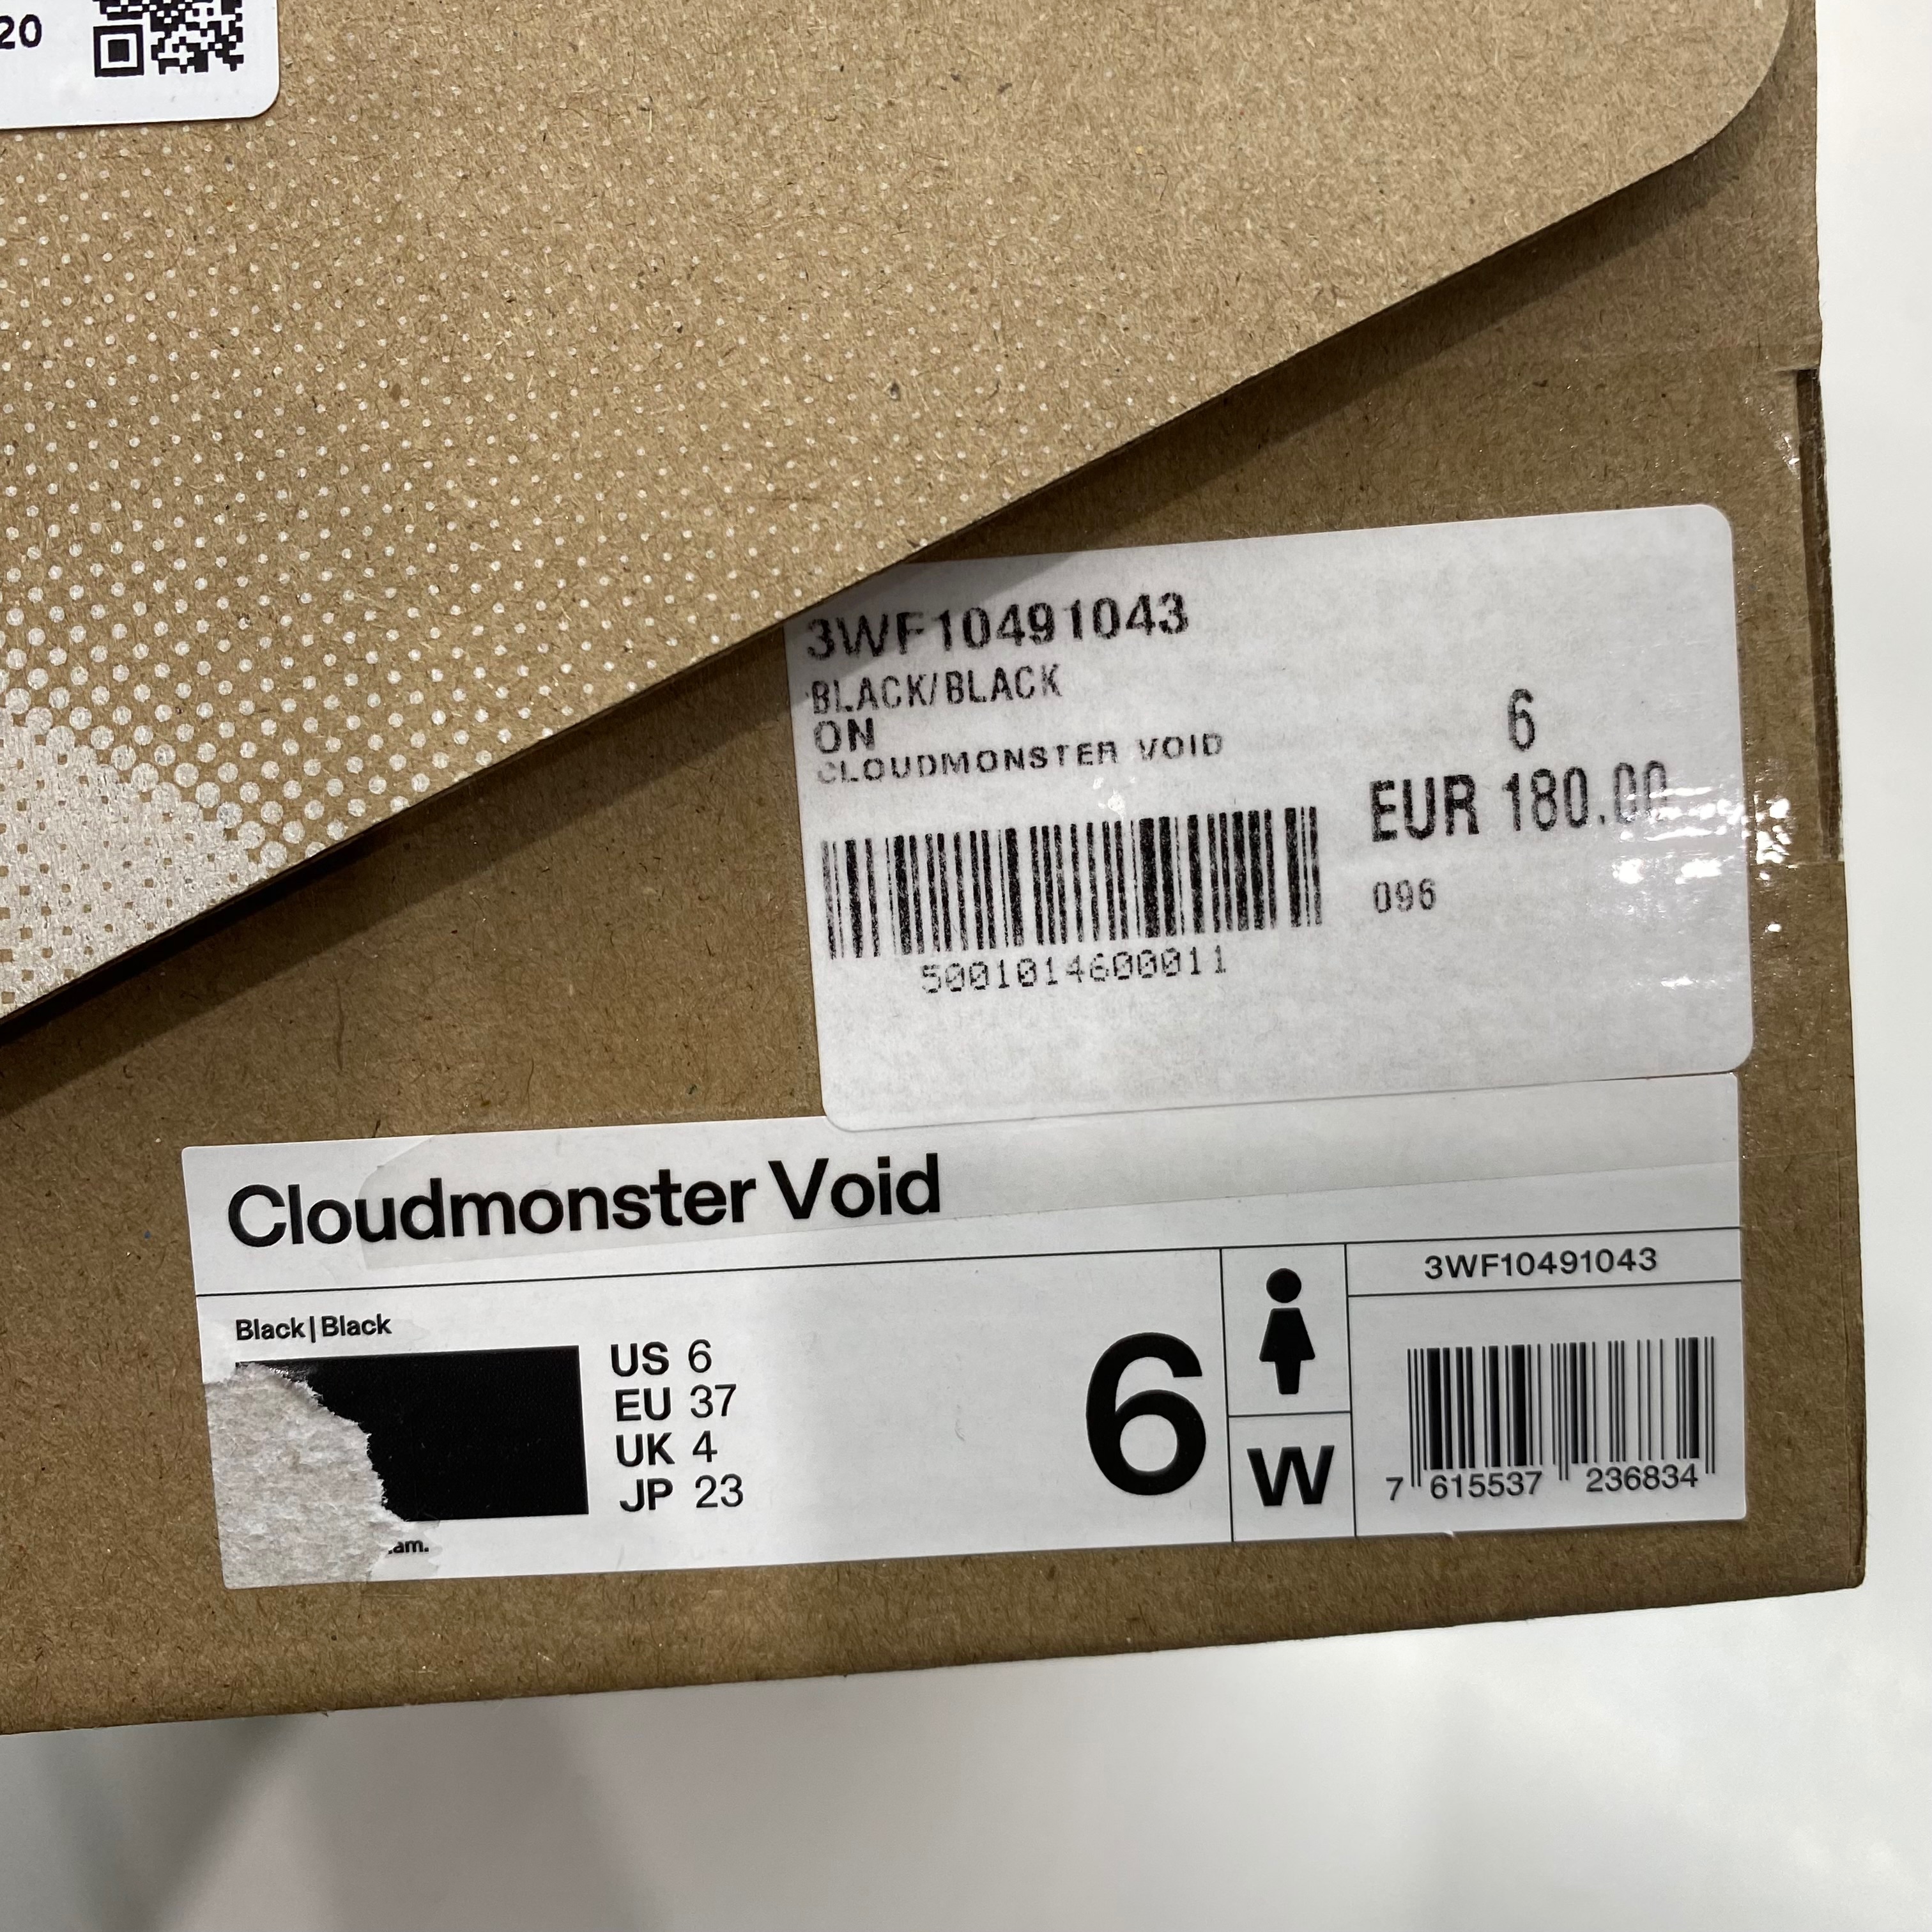 20
3WF10491043
BLACK/BLACK
ON
CLOUDMONSTER VOID
6
EUR 180.00
096
5001014600011
Cloudmonster Void
Black|Black
US 6
EU 37
UK 4
JP 23
6
W
3WF10491043
7 615537 236834
am.